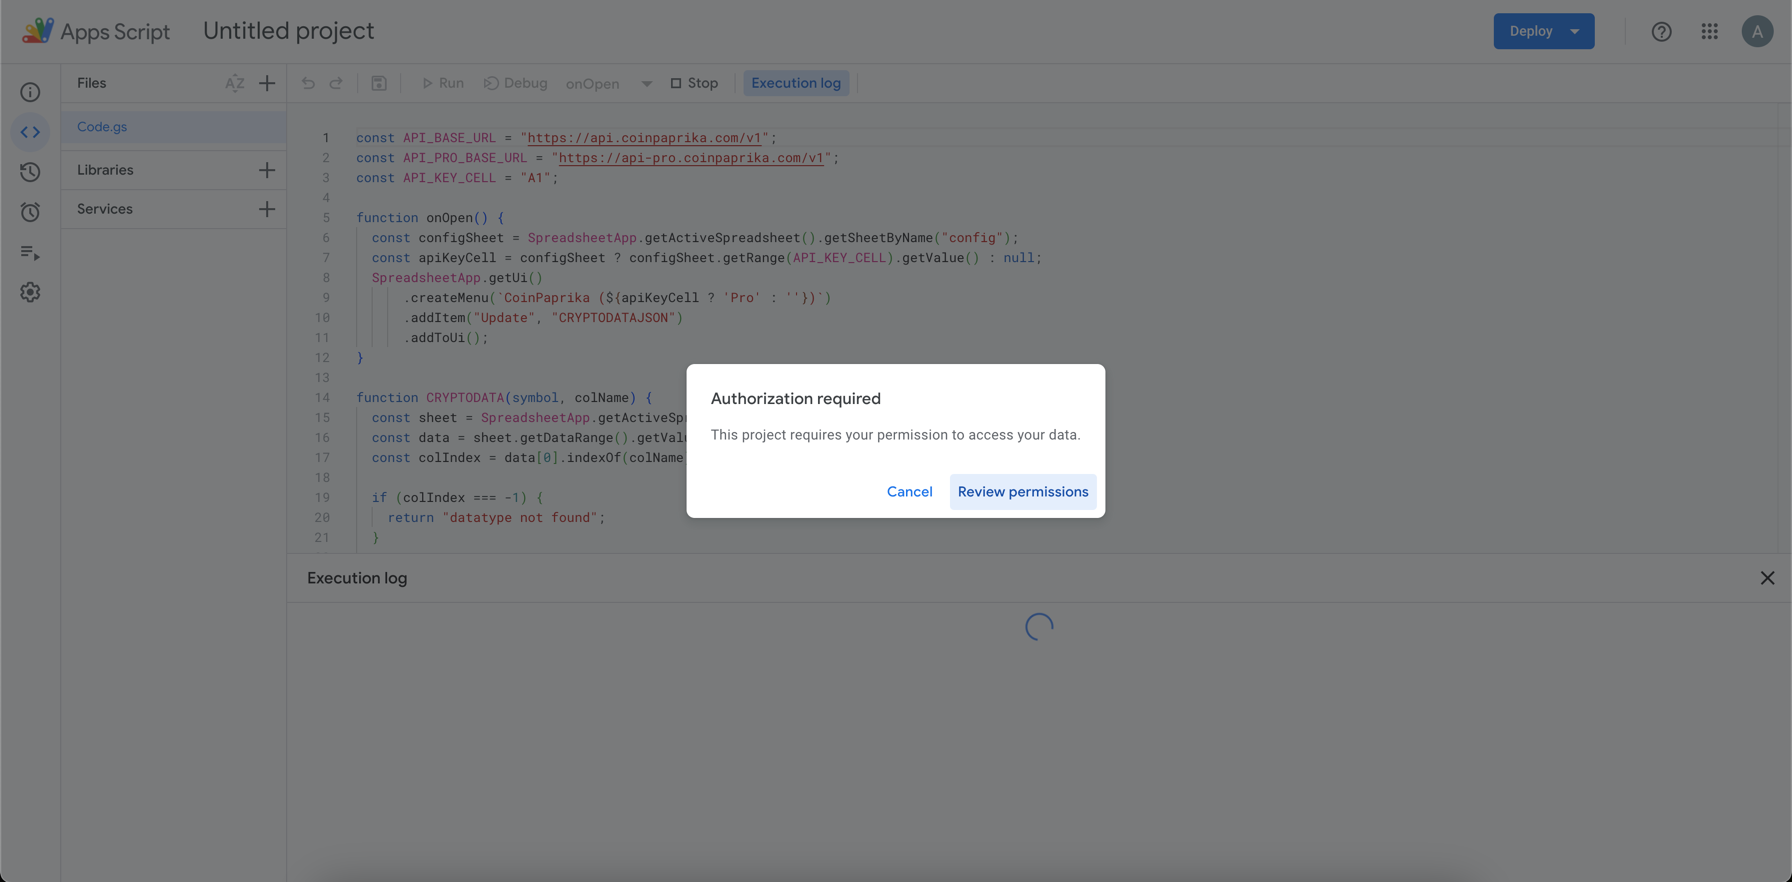 Apps Script
Untitled project
Deploy
A
Files
AZ
Run
Debug
onOpen
Stop
Execution log
Code.gs
Libraries
Services
1 const API_BASE_URL = "https://api.coinpaprika.com/v1";
2 const API_PRO_BASE_URL = "https://api-pro.coinpaprika.com/v1";
3 const API_KEY_CELL = "A1";
4
5 function onOpen() {
6 const configSheet = SpreadsheetApp.getActiveSpreadsheet().getSheetByName("config");
7 const apiKeyCell = configSheet ? configSheet.getRange(API_KEY_CELL).getValue() : null;
8 SpreadsheetApp.getUi()
9 .createMenu(`CoinPaprika (${apiKeyCell ? 'Pro' : ''})`)
10 .addItem("Update", "CRYPTODATAJSON")
11 .addToUi();
12 }
13
14 function CRYPTODATA(symbol, colName) {
15 const sheet = SpreadsheetApp.getActiveSp
16 const data = sheet.getDataRange().getValu
17 const colIndex = data[0].indexOf(colName
18
19 if (colIndex === -1) {
20 return "datatype not found";
21 }
Authorization required
This project requires your permission to access your data.
Cancel
Review permissions
Execution log